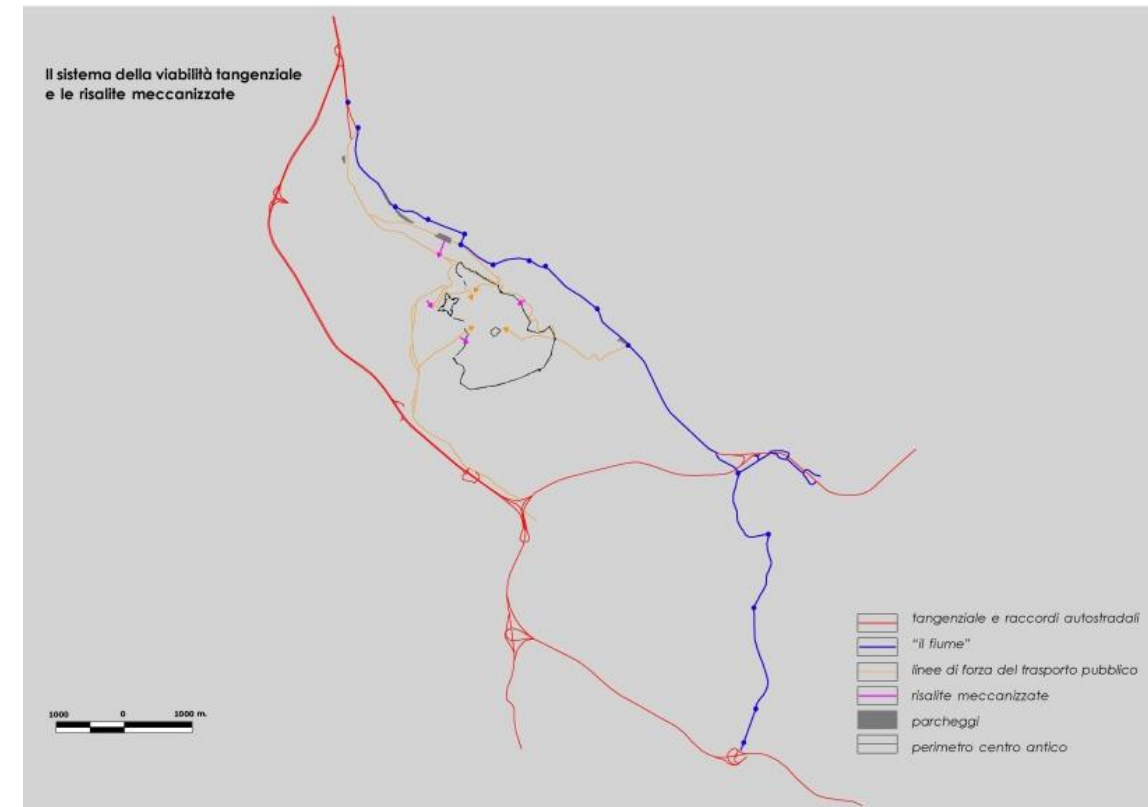 Il sistema della viabilità tangenziale
e le risalite meccanizzate
tangenziale e raccordi autostradali
"il fiume"
linee di forza del trasporto pubblico
risalite meccanizzate
parcheggi
perimetro centro antico
1000 0 1000 m.